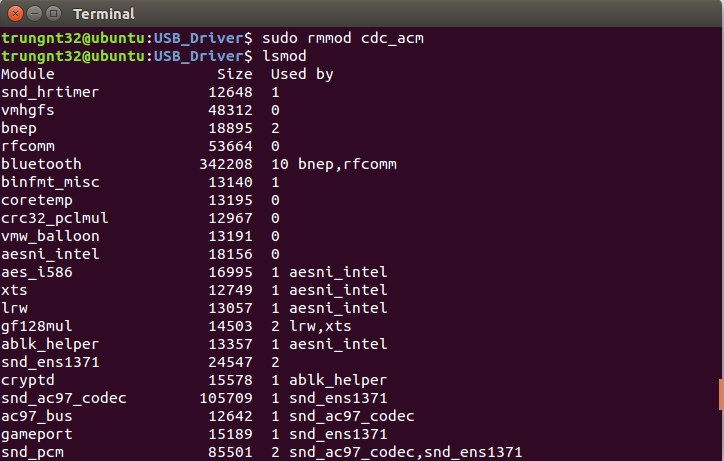 Terminal
trungnt32@ubuntu:USB_Driver$ sudo rmmod cdc_acm
trungnt32@ubuntu:USB_Driver$ lsmod
Module                  Size  Used by
snd_hrtimer            12648  1
vmhgfs                 48312  0
bnep                   18895  2
rfcomm                 53664  0
bluetooth             342208  10 bnep,rfcomm
binfmt_misc            13140  1
coretemp               13195  0
crc32_pclmul           12967  0
vmw_balloon            13191  0
aesni_intel            18156  0
aes_i586               16995  1 aesni_intel
xts                    12749  1 aesni_intel
lrw                    13057  1 aesni_intel
gf128mul               14503  2 lrw,xts
ablk_helper            13357  1 aesni_intel
snd_ens1371            24547  2
cryptd                 15578  1 ablk_helper
snd_ac97_codec        105709  1 snd_ens1371
ac97_bus               12642  1 snd_ac97_codec
gameport               15189  1 snd_ens1371
snd_pcm                85501  2 snd_ac97_codec,snd_ens1371